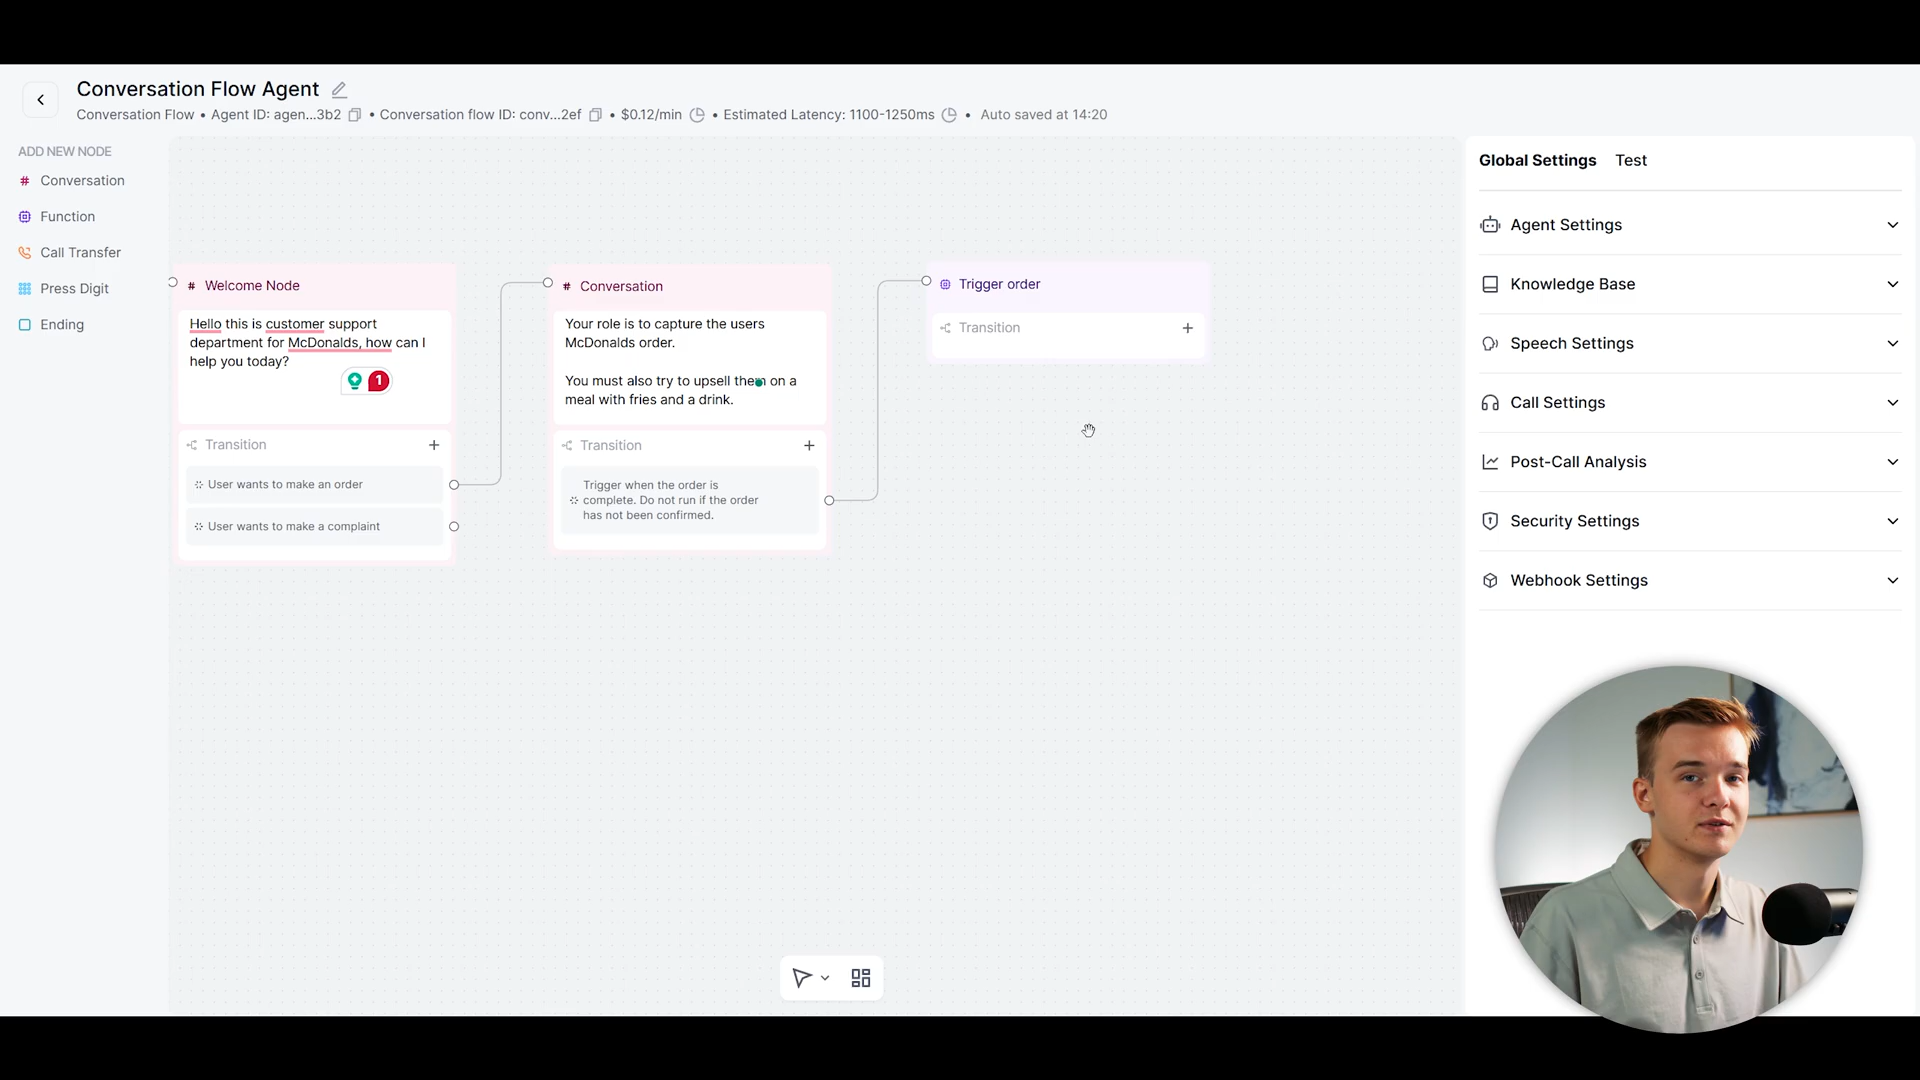 Conversation Flow Agent
Conversation Flow • Agent ID: agen...3b2 • Conversation flow ID: conv...2ef • $0.12/min • Estimated Latency: 1100-1250ms • Auto saved at 14:20
ADD NEW NODE
# Conversation
Function
Call Transfer
Press Digit
Ending
# Welcome Node
Hello this is customer support
department for McDonalds, how can I
help you today?
1
Transition +
User wants to make an order
User wants to make a complaint
# Conversation
Your role is to capture the users
McDonalds order.
You must also try to upsell them on a
meal with fries and a drink.
Transition +
Trigger when the order is
complete. Do not run if the order
has not been confirmed.
Trigger order
Transition +
Global Settings Test
Agent Settings
Knowledge Base
Speech Settings
Call Settings
Post-Call Analysis
Security Settings
Webhook Settings